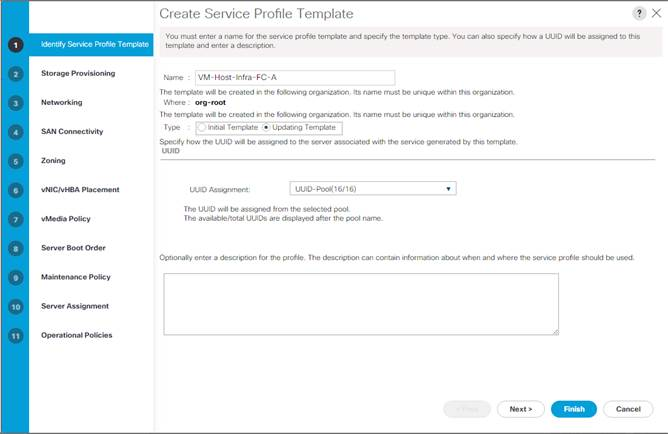 Create Service Profile Template
? ×
You must enter a name for the service profile template and specify the template type. You can also specify how a UUID will be assigned to this
template and enter a description.
1 Identify Service Profile Template
2 Storage Provisioning
3 Networking
4 SAN Connectivity
5 Zoning
6 vNIC/vHBA Placement
7 vMedia Policy
8 Server Boot Order
9 Maintenance Policy
10 Server Assignment
11 Operational Policies
Name : VM-Host-Infra-FC-A
The template will be created in the following organization. Its name must be unique within this organization.
Where : org-root
The template will be created in the following organization. Its name must be unique within this organization.
Type : Initial Template Updating Template
Specify how the UUID will be assigned to the server associated with the service generated by this template.
UUID
UUID Assignment: UUID-Pool(16/16)
The UUID will be assigned from the selected pool.
The available/total UUIDs are displayed after the pool name.
Optionally enter a description for the profile. The description can contain information about when and where the service profile should be used.
< Prev Next > Finish Cancel